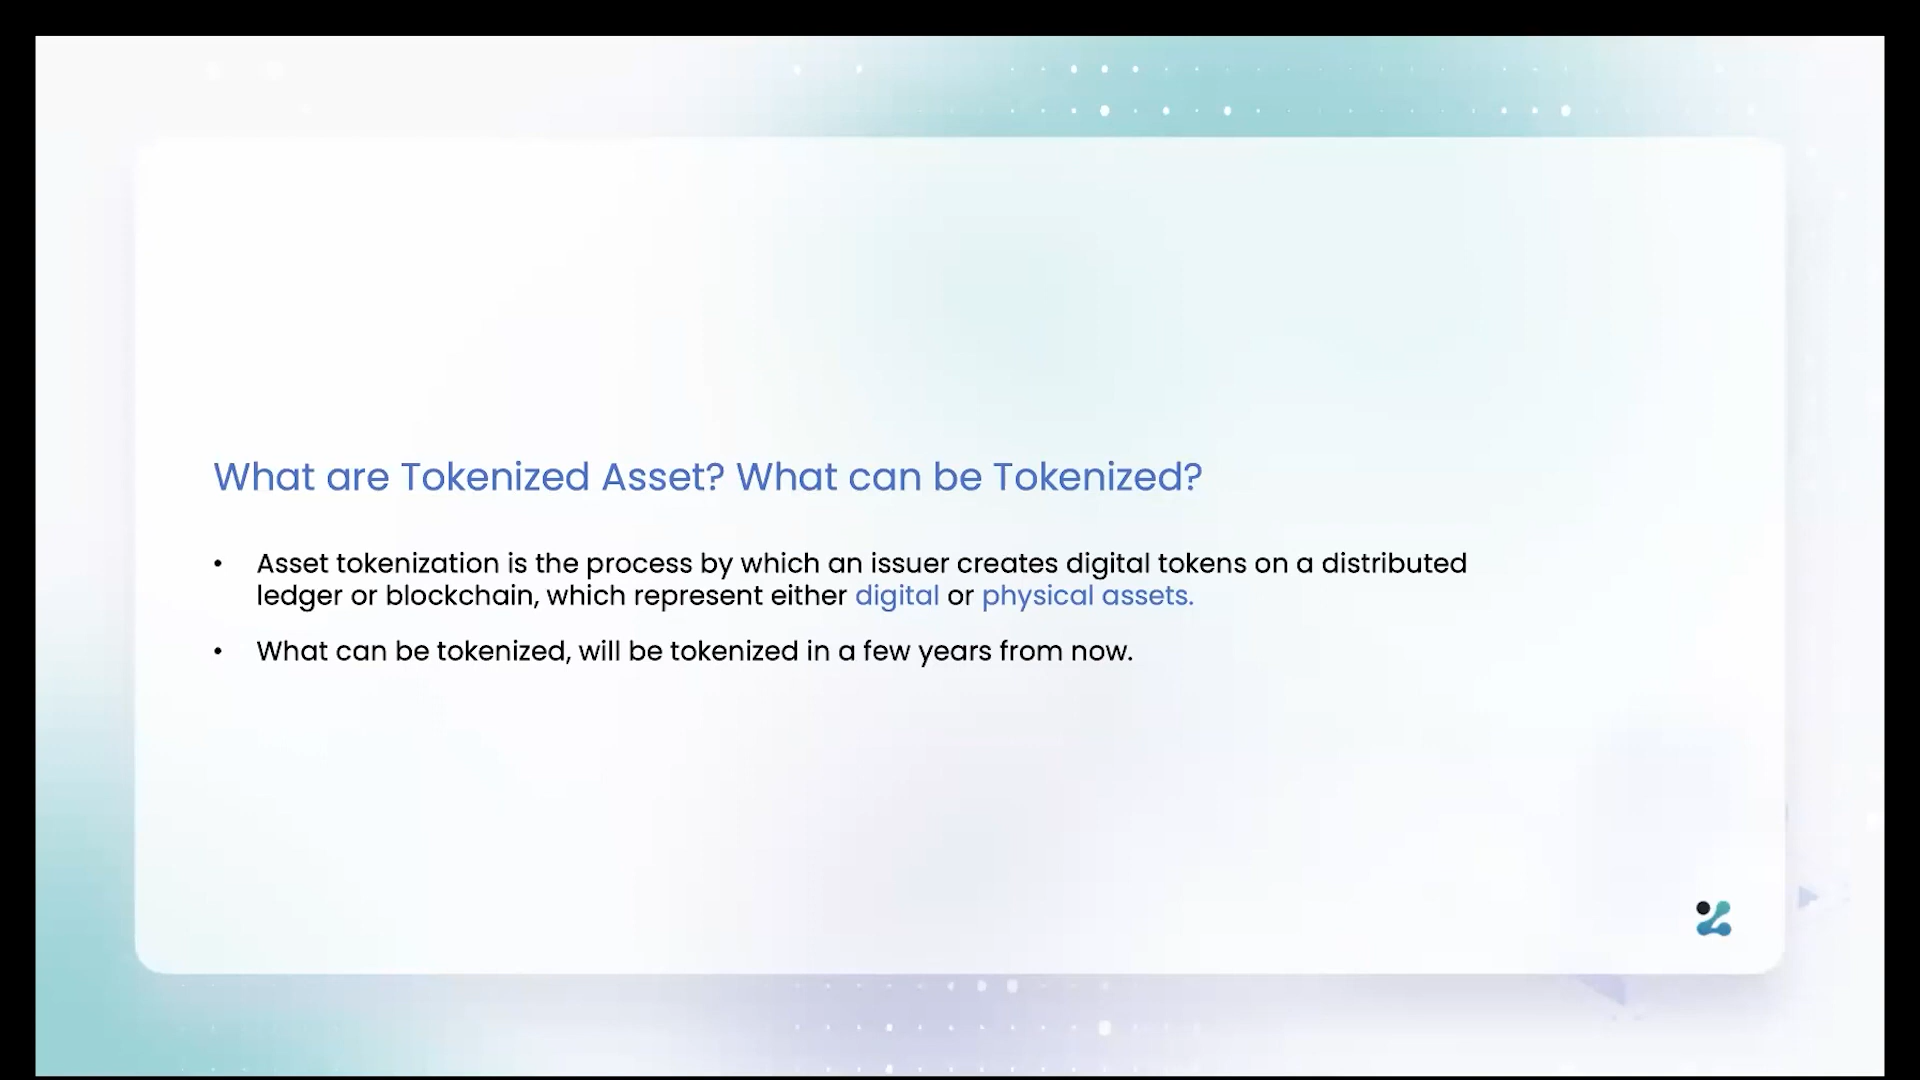 What are Tokenized Asset? What can be Tokenized?
• Asset tokenization is the process by which an issuer creates digital tokens on a distributed
ledger or blockchain, which represent either digital or physical assets.
• What can be tokenized, will be tokenized in a few years from now.